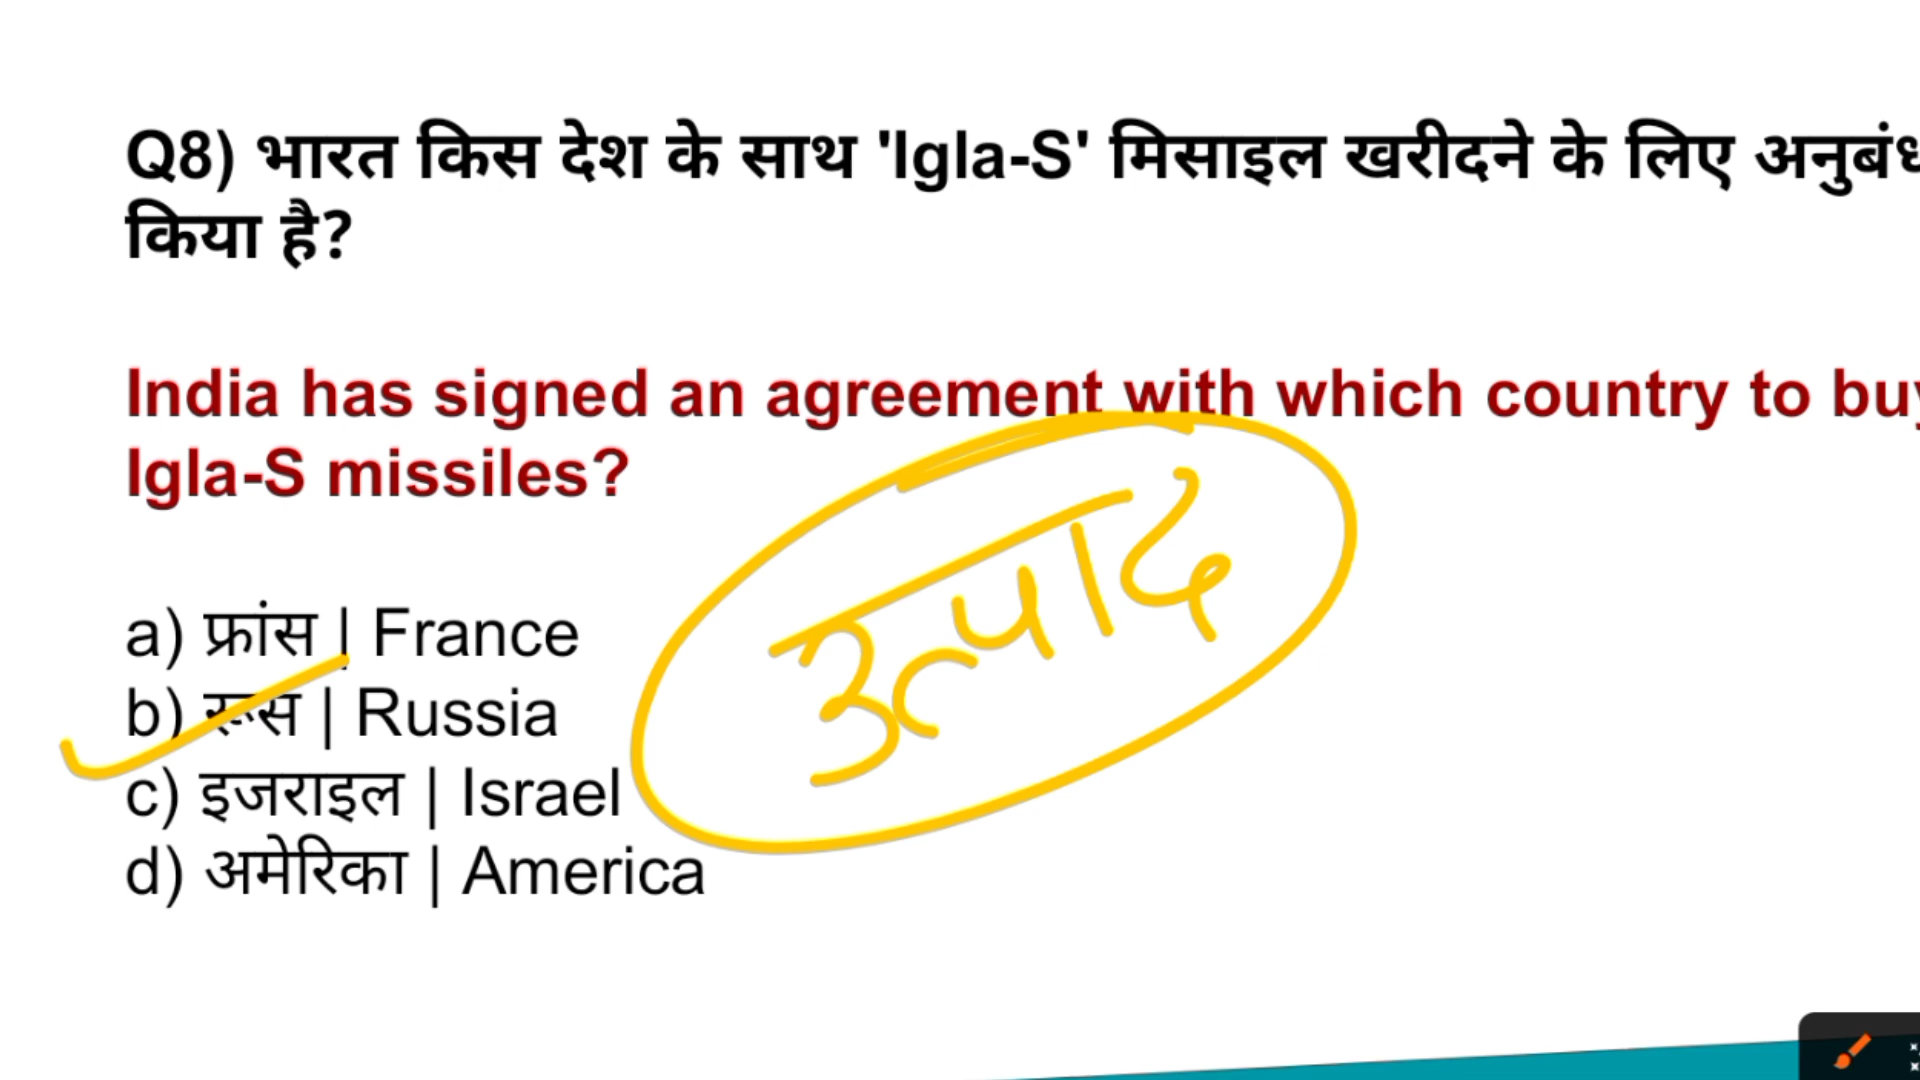 Q8) भारत किस देश के साथ 'Igla-S' मिसाइल खरीदने के लिए अनुबंध
किया है?
India has signed an agreement with which country to buy
Igla-S missiles?
उत्पाद
a) फ्रांस | France
b) रूस | Russia
c) इजराइल | Israel
d) अमेरिका | America